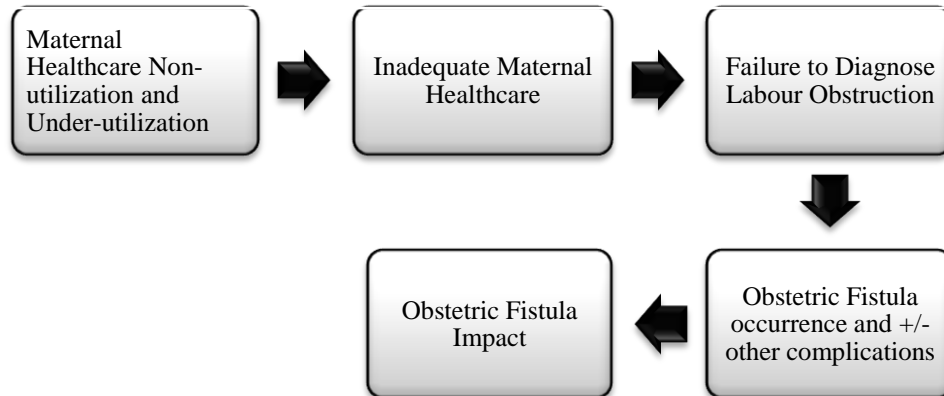 Maternal
Healthcare Non-
utilization and
Under-utilization
Inadequate Maternal
Healthcare
Failure to Diagnose
Labour Obstruction
Obstetric Fistula
occurrence and +/-
other complications
Obstetric Fistula
Impact